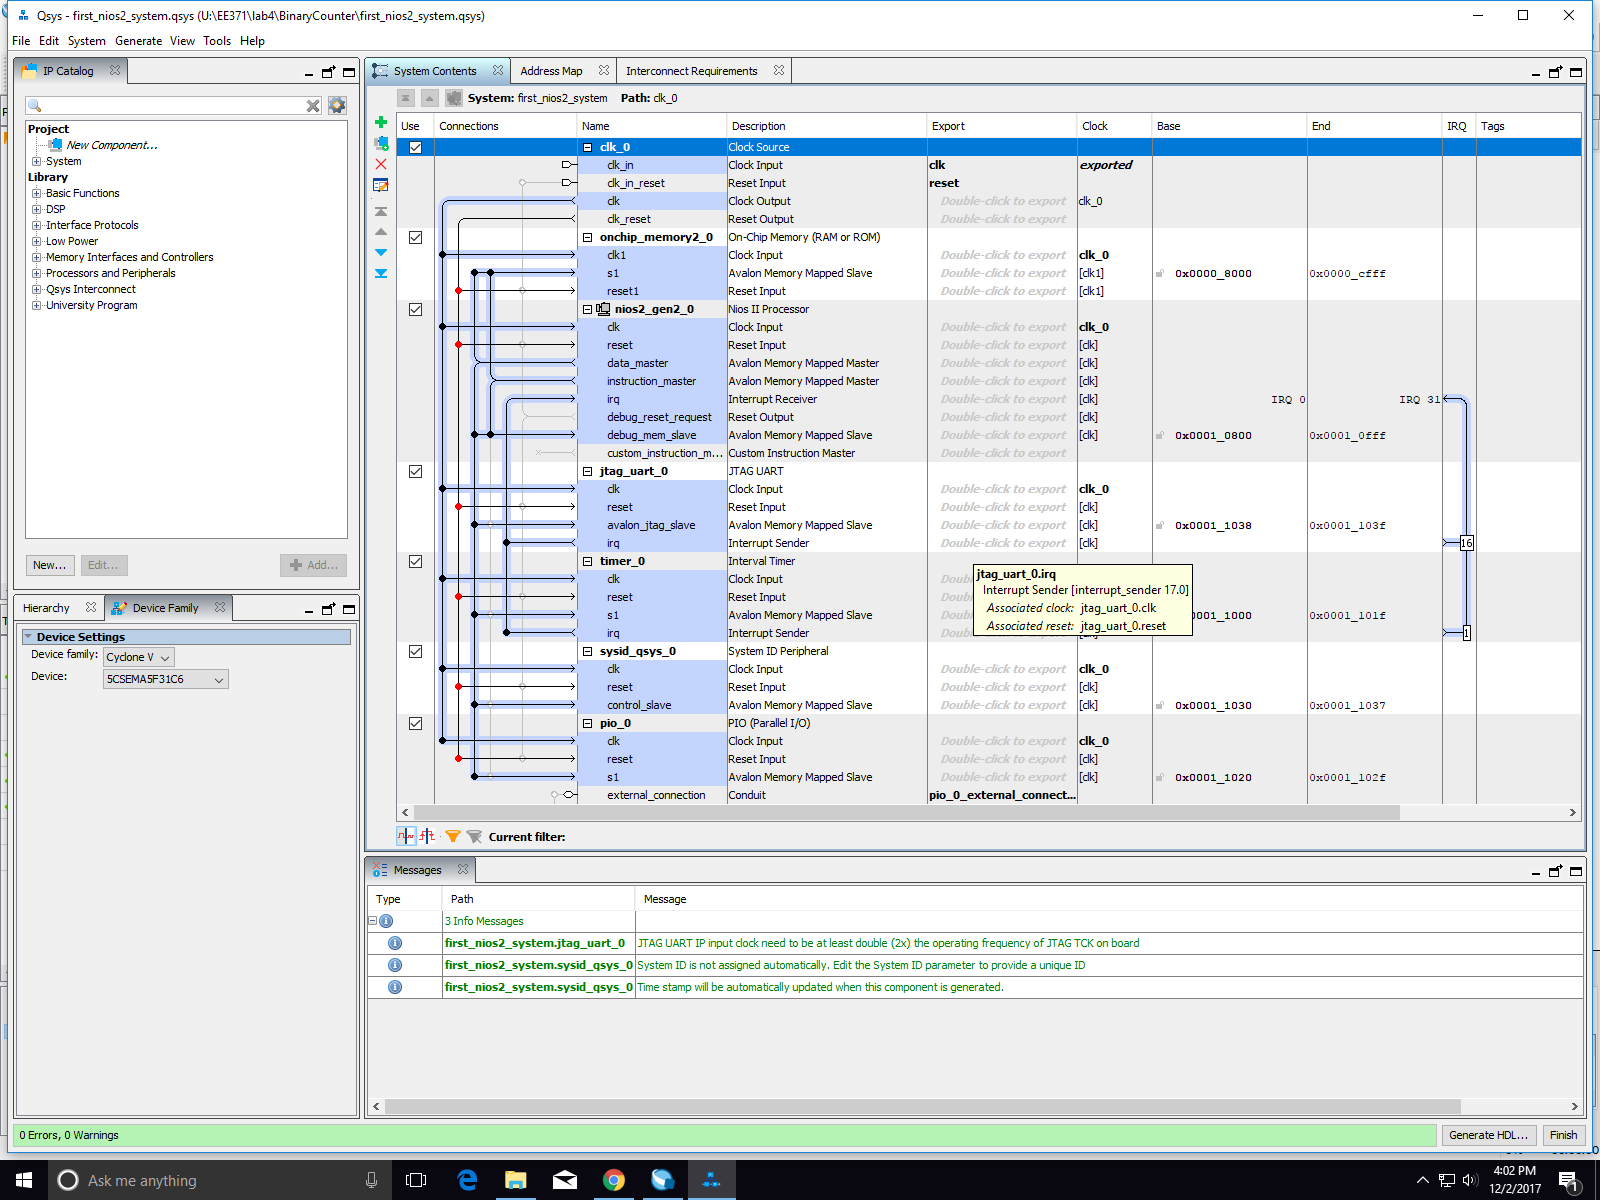 Qsys - first_nios2_system.qsys (U:\EE371\lab4\BinaryCounter\first_nios2_system.qsys)
File Edit System Generate View Tools Help
IP Catalog
Project
New Component...
System
Library
Basic Functions
DSP
Interface Protocols
Low Power
Memory Interfaces and Controllers
Processors and Peripherals
Qsys Interconnect
University Program
New... Edit... Add...
Hierarchy Device Family
Device Settings
Device family: Cyclone V
Device: 5CSEMA5F31C6
System Contents Address Map Interconnect Requirements
System: first_nios2_system Path: clk_0
Use Connections Name Description Export Clock Base End IRQ Tags
clk_0 Clock Source
clk_in Clock Input clk exported
clk_in_reset Reset Input reset
clk Clock Output Double-click to export clk_0
clk_reset Reset Output Double-click to export
onchip_memory2_0 On-Chip Memory (RAM or ROM)
clk1 Clock Input Double-click to export clk_0
s1 Avalon Memory Mapped Slave Double-click to export [clk1] 0x0000_8000 0x0000_cfff
reset1 Reset Input Double-click to export [clk1]
nios2_gen2_0 Nios II Processor
clk Clock Input Double-click to export clk_0
reset Reset Input Double-click to export [clk]
data_master Avalon Memory Mapped Master Double-click to export [clk]
instruction_master Avalon Memory Mapped Master Double-click to export [clk]
irq Interrupt Receiver Double-click to export [clk] IRQ 0 IRQ 31
debug_reset_request Reset Output Double-click to export [clk]
debug_mem_slave Avalon Memory Mapped Slave Double-click to export [clk] 0x0001_0800 0x0001_0fff
custom_instruction_m... Custom Instruction Master Double-click to export
jtag_uart_0 JTAG UART
clk Clock Input Double-click to export clk_0
reset Reset Input Double-click to export [clk]
avalon_jtag_slave Avalon Memory Mapped Slave Double-click to export [clk] 0x0001_1038 0x0001_103f
irq Interrupt Sender Double-click to export [clk] 16
timer_0 Interval Timer
clk Clock Input
reset Reset Input
s1 Avalon Memory Mapped Slave 0x0001_1000 0x0001_101f
irq Interrupt Sender 1
jtag_uart_0.irq
Interrupt Sender [interrupt_sender 17.0]
Associated clock: jtag_uart_0.clk
Associated reset: jtag_uart_0.reset
sysid_qsys_0 System ID Peripheral
clk Clock Input Double-click to export clk_0
reset Reset Input Double-click to export [clk]
control_slave Avalon Memory Mapped Slave Double-click to export [clk] 0x0001_1030 0x0001_1037
pio_0 PIO (Parallel I/O)
clk Clock Input Double-click to export clk_0
reset Reset Input Double-click to export [clk]
s1 Avalon Memory Mapped Slave Double-click to export [clk] 0x0001_1020 0x0001_102f
external_connection Conduit pio_0_external_connect...
Current filter:
Messages
Type Path Message
3 Info Messages
first_nios2_system.jtag_uart_0 JTAG UART IP input clock need to be at least double (2x) the operating frequency of JTAG TCK on board
first_nios2_system.sysid_qsys_0 System ID is not assigned automatically. Edit the System ID parameter to provide a unique ID
first_nios2_system.sysid_qsys_0 Time stamp will be automatically updated when this component is generated.
0 Errors, 0 Warnings
Generate HDL... Finish
Ask me anything
4:02 PM
12/2/2017
1